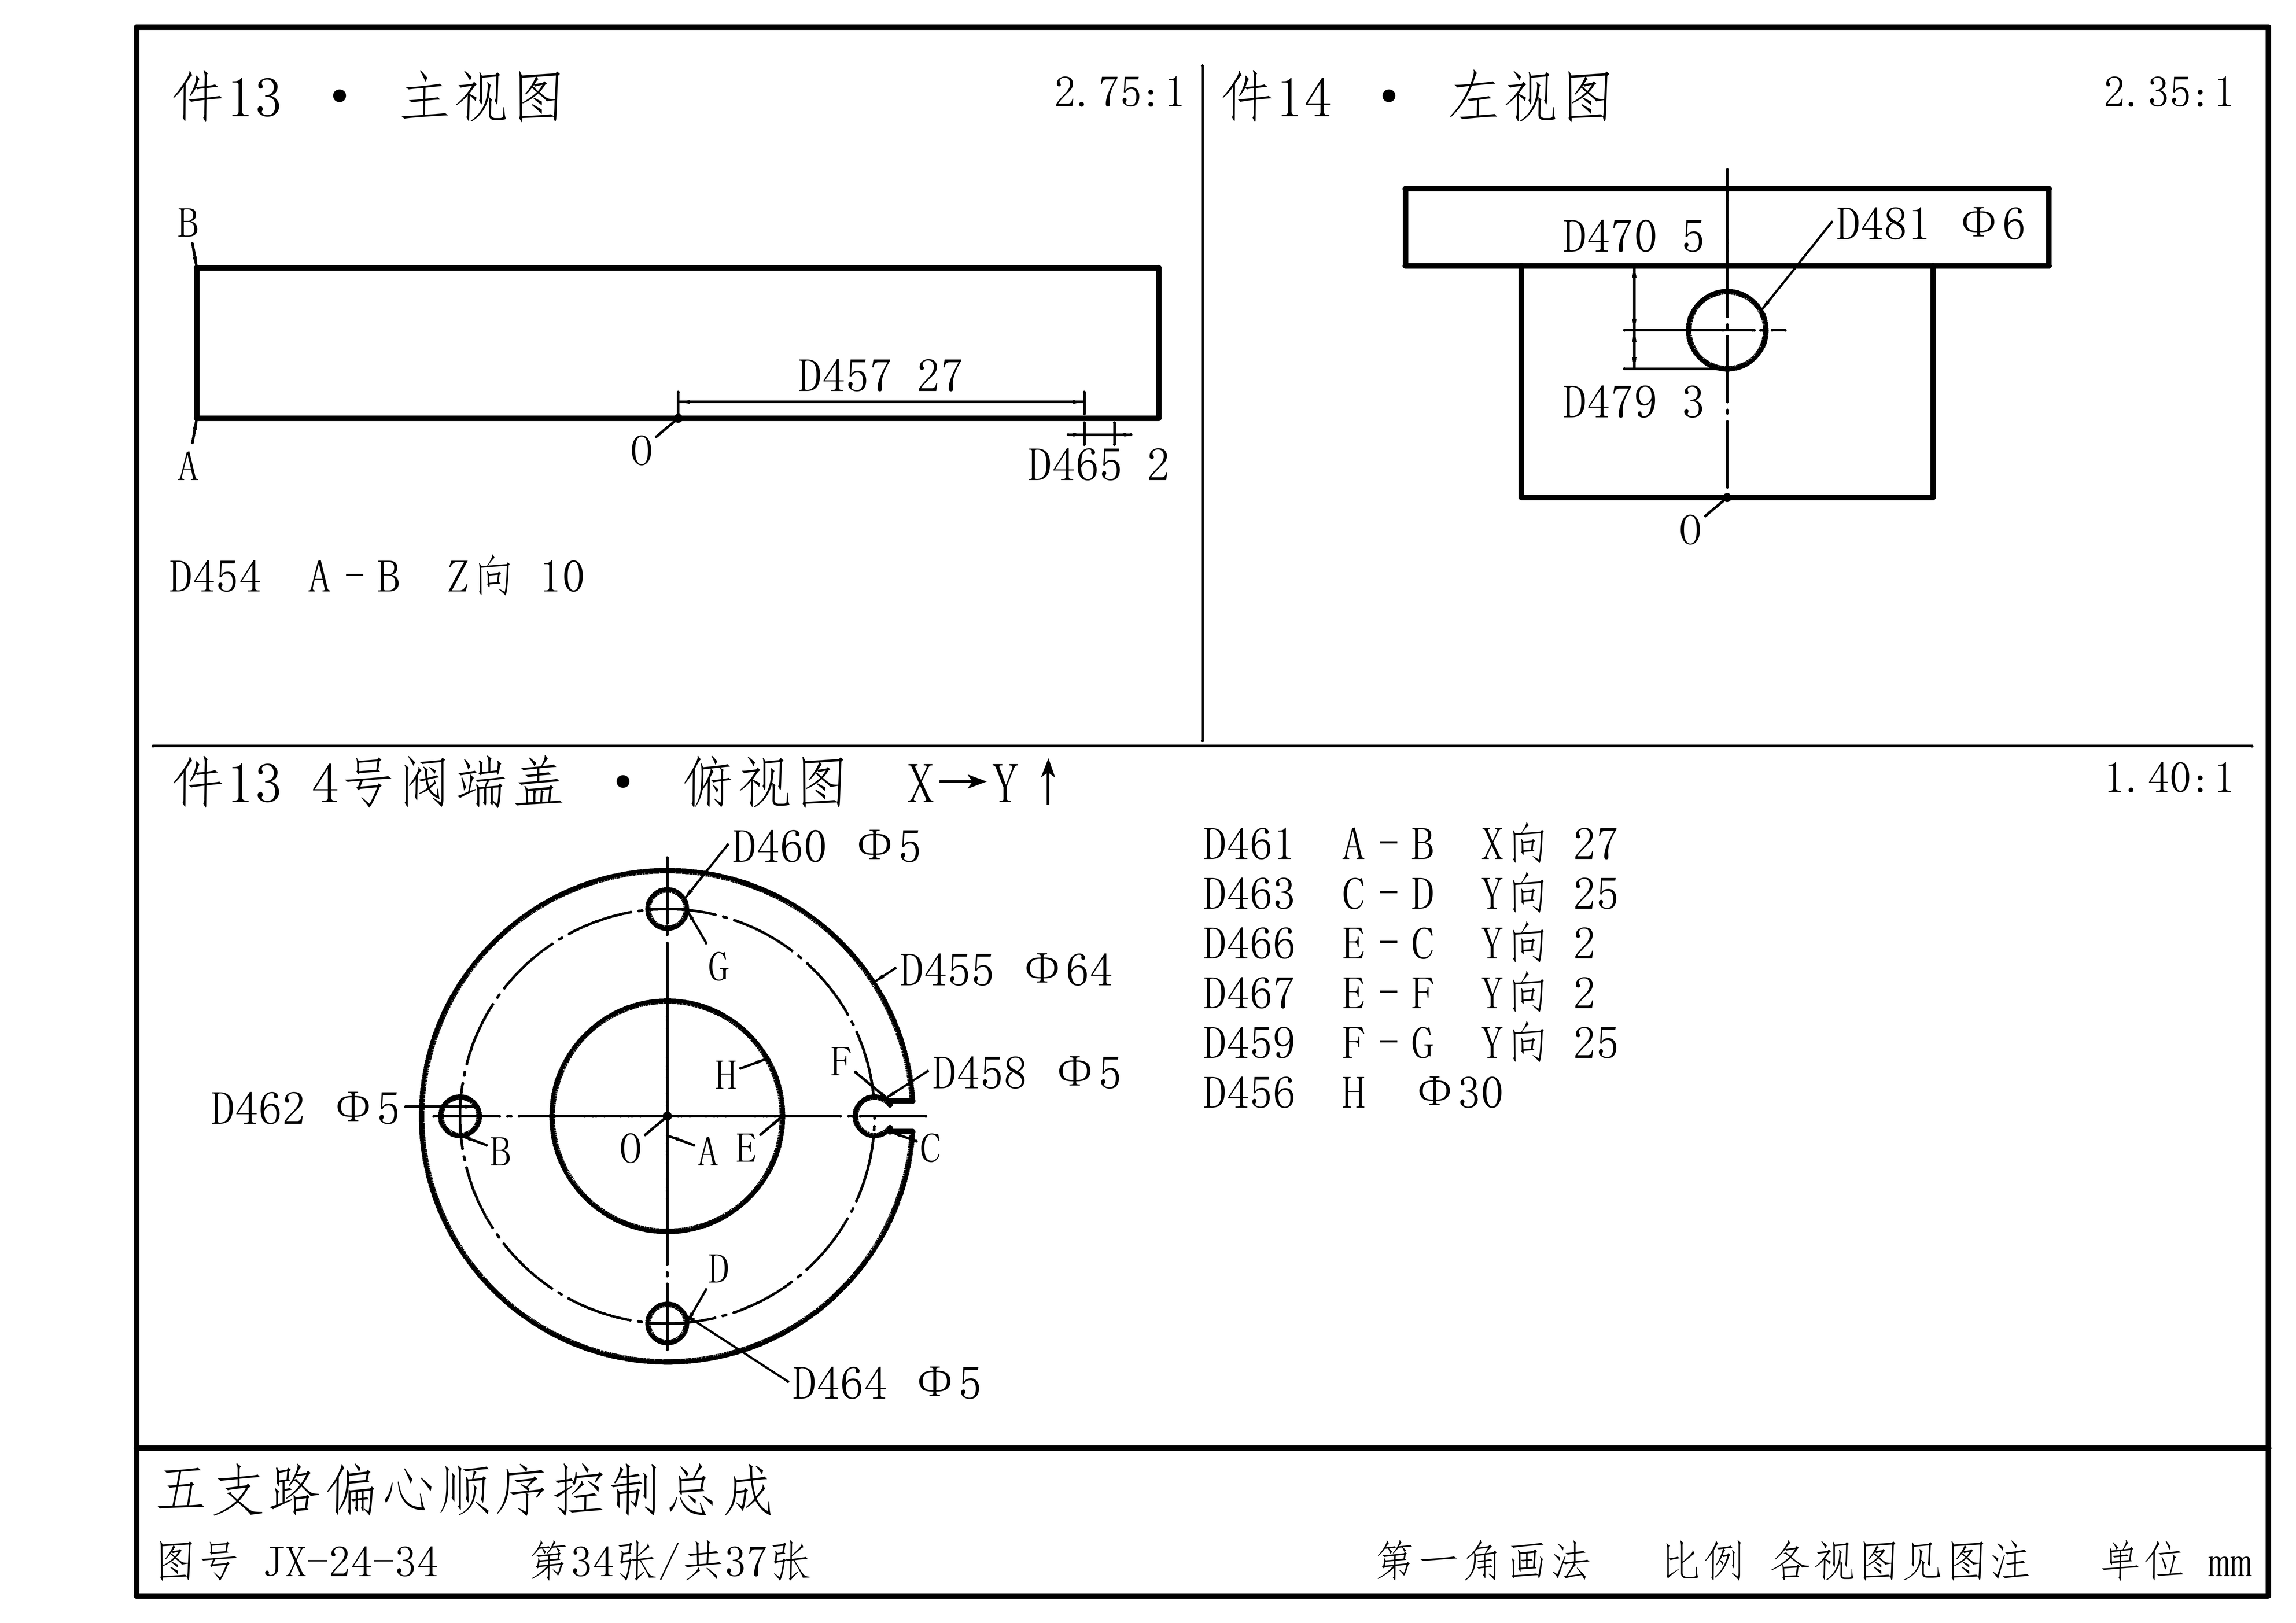 件13 • 主视图 2.75:1
B
D457 27
O
A
D465 2
D454 A-B Z向 10
件14 • 左视图 2.35:1
D470 5
D481 Φ6
D479 3
O
件13 4号阀端盖 • 俯视图 X→Y↑ 1.40:1
D460 Φ5
G
D455 Φ64
H
F
D458 Φ5
D462 Φ5
B
O
A
E
C
D
D464 Φ5
D461 A-B X向 27
D463 C-D Y向 25
D466 E-C Y向 2
D467 E-F Y向 2
D459 F-G Y向 25
D456 H Φ30
五支路偏心顺序控制总成
图号 JX-24-34 第34张/共37张 第一角画法 比例 各视图见图注 单位 mm